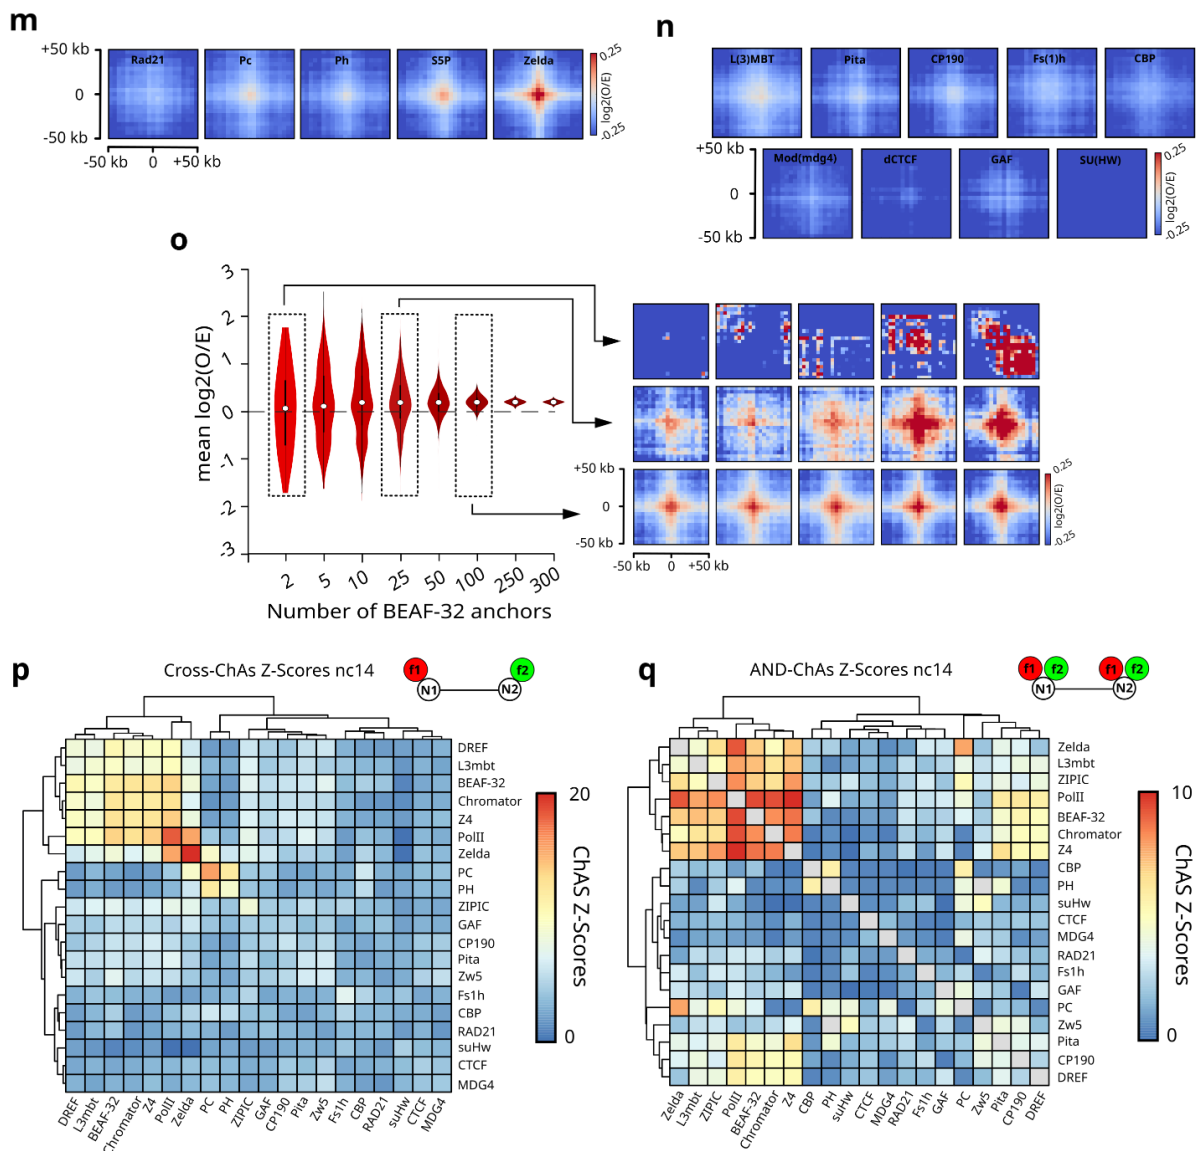 m
+50 kb
0
-50 kb
Rad21
Pc
Ph
S5P
Zelda
0.25
log2(O/E)
-0.25
-50 kb 0 +50 kb
n
L(3)MBT
Pita
CP190
Fs(1)h
CBP
+50 kb
0
-50 kb
Mod(mdg4)
dCTCF
GAF
SU(HW)
0.25
log2(O/E)
-0.25
o
mean log2(O/E)
3
2
1
0
-1
-2
-3
2 5 10 25 50 100 250 300
Number of BEAF-32 anchors
+50 kb
0
-50 kb
-50 kb 0 +50 kb
0.25
log2(O/E)
-0.25
p
Cross-ChAs Z-Scores nc14
f1
f2
N1
N2
DREF
L3mbt
BEAF-32
Chromator
Z4
PolII
Zelda
PC
PH
ZIPIC
GAF
CP190
Pita
Zw5
Fs1h
CBP
RAD21
suHw
CTCF
MDG4
DREF L3mbt BEAF-32 Chromator Z4 PolII Zelda PC PH ZIPIC GAF CP190 Pita Zw5 Fs1h CBP RAD21 suHw CTCF MDG4
20
ChAS Z-Scores
0
q
AND-ChAs Z-Scores nc14
f1 f2
f1 f2
N1
N2
Zelda
L3mbt
ZIPIC
PolII
BEAF-32
Chromator
Z4
CBP
PH
suHw
CTCF
MDG4
RAD21
Fs1h
GAF
PC
Zw5
Pita
CP190
DREF
Zelda L3mbt ZIPIC PolII BEAF-32 Chromator Z4 CBP PH suHw CTCF MDG4 RAD21 Fs1h GAF PC Zw5 Pita CP190 DREF
10
ChAS Z-Scores
0